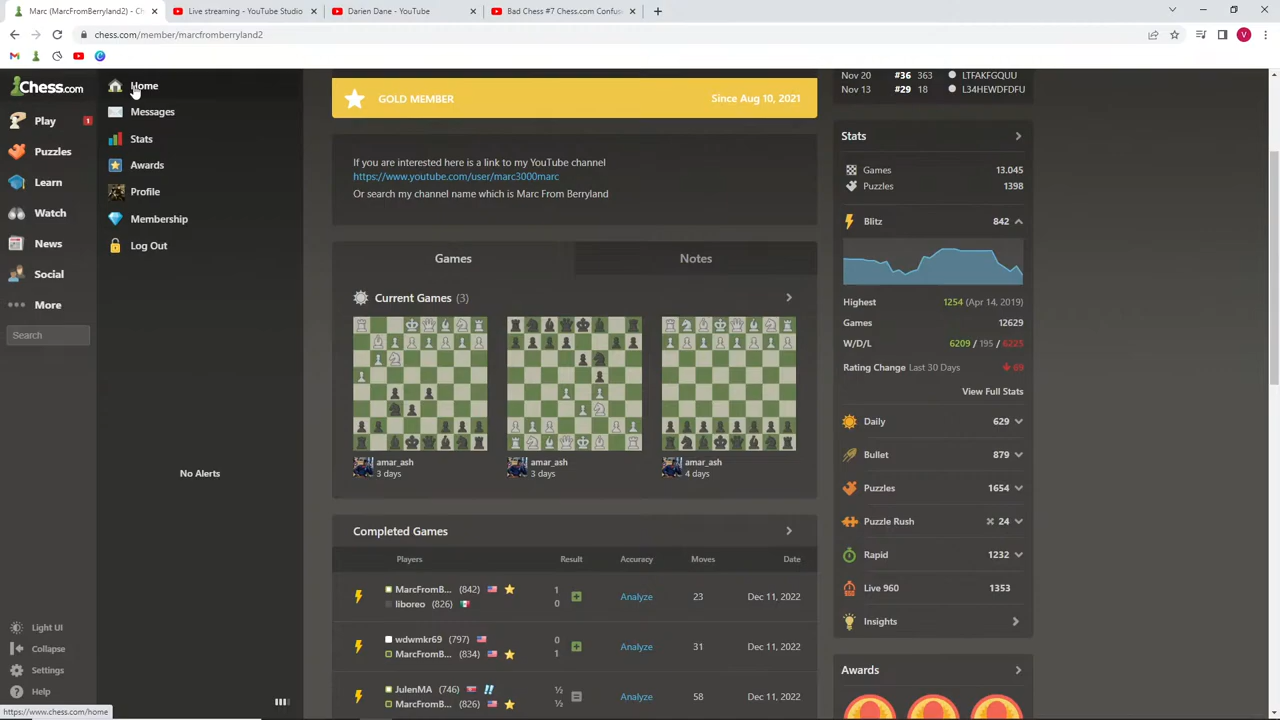 Marc (MarcFromBerryland2) - Ch
Live streaming - YouTube Studio
Darien Dane - YouTube
Bad Chess #7 Chess.com Confus
chess.com/member/marcfromberryland2
V
Chess.com
Play 1
Puzzles
Learn
Watch
News
Social
More
Search
Light UI
Collapse
Settings
Help
https://www.chess.com/home
Home
Messages
Stats
Awards
Profile
Membership
Log Out
No Alerts
GOLD MEMBER Since Aug 10, 2021
If you are interested here is a link to my YouTube channel
https://www.youtube.com/user/marc3000marc
Or search my channel name which is Marc From Berryland
Games Notes
Current Games (3)
amar_ash
3 days
amar_ash
3 days
amar_ash
4 days
Completed Games
Players Result Accuracy Moves Date
MarcFromB... (842) 1
liboreo (826) 0
Analyze 23 Dec 11, 2022
wdwmkr69 (797) 0
MarcFromB... (834) 1
Analyze 31 Dec 11, 2022
JulenMA (746) ½
MarcFromB... (826) ½
Analyze 58 Dec 11, 2022
Nov 20 #36 363 LTFAKFGQUU
Nov 13 #29 18 L34HEWDFDFU
Stats
Games 13.045
Puzzles 1398
Blitz 842
Highest 1254 (Apr 14, 2019)
Games 12629
W/D/L 6209 / 195 / 6225
Rating Change Last 30 Days 69
View Full Stats
Daily 629
Bullet 879
Puzzles 1654
Puzzle Rush 24
Rapid 1232
Live 960 1353
Insights
Awards